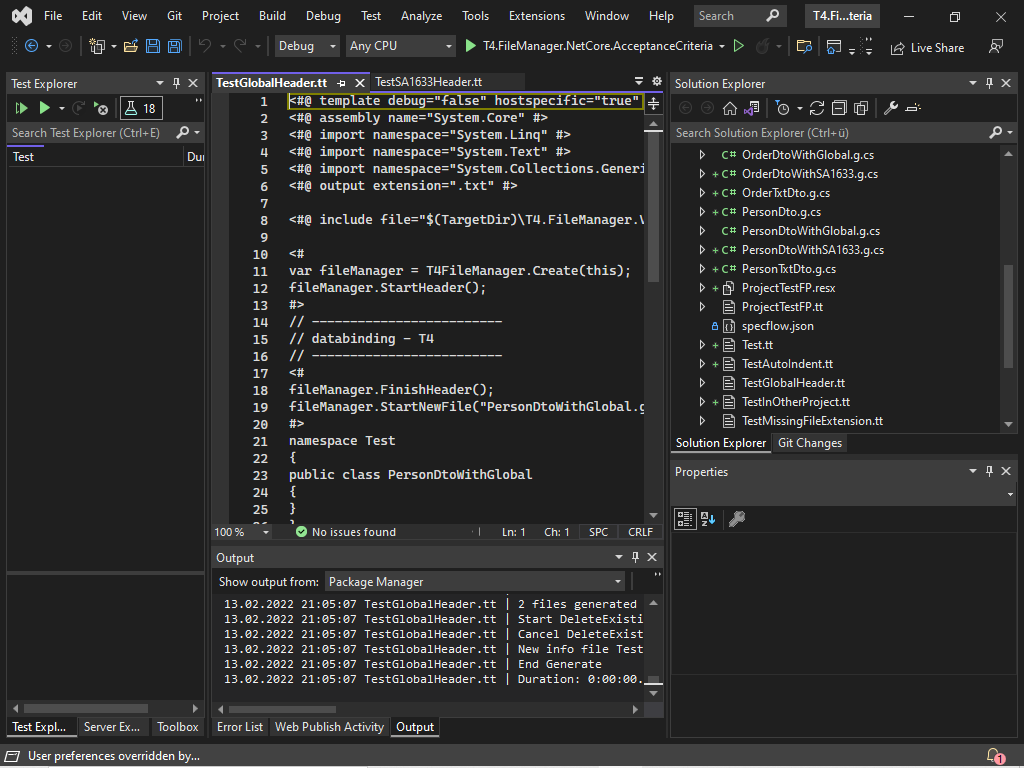 File Edit View Git Project Build Debug Test Analyze Tools Extensions Window Help Search T4.Fi...teria
Debug Any CPU T4.FileManager.NetCore.AcceptanceCriteria Live Share
Test Explorer
18
Search Test Explorer (Ctrl+E)
Test Dur
TestGlobalHeader.tt TestSA1633Header.tt
1 <#@ template debug="false" hostspecific="true"
2 <#@ assembly name="System.Core" #>
3 <#@ import namespace="System.Linq" #>
4 <#@ import namespace="System.Text" #>
5 <#@ import namespace="System.Collections.Generi
6 <#@ output extension=".txt" #>
7
8 <#@ include file="$(TargetDir)\T4.FileManager.V
9
10 <#
11 var fileManager = T4FileManager.Create(this);
12 fileManager.StartHeader();
13 #>
14 // -------------------------
15 // databinding - T4
16 // -------------------------
17 <#
18 fileManager.FinishHeader();
19 fileManager.StartNewFile("PersonDtoWithGlobal.g
20 #>
21 namespace Test
22 {
23 public class PersonDtoWithGlobal
24 {
25 }
100 % No issues found Ln: 1 Ch: 1 SPC CRLF
Output
Show output from: Package Manager
13.02.2022 21:05:07 TestGlobalHeader.tt | 2 files generated
13.02.2022 21:05:07 TestGlobalHeader.tt | Start DeleteExisti
13.02.2022 21:05:07 TestGlobalHeader.tt | Cancel DeleteExist
13.02.2022 21:05:07 TestGlobalHeader.tt | New info file Test
13.02.2022 21:05:07 TestGlobalHeader.tt | End Generate
13.02.2022 21:05:07 TestGlobalHeader.tt | Duration: 0:00:00.
Solution Explorer
Search Solution Explorer (Ctrl+ü)
C# OrderDtoWithGlobal.g.cs
+ C# OrderDtoWithSA1633.g.cs
+ C# OrderTxtDto.g.cs
+ C# PersonDto.g.cs
C# PersonDtoWithGlobal.g.cs
+ C# PersonDtoWithSA1633.g.cs
+ C# PersonTxtDto.g.cs
+ ProjectTestFP.resx
ProjectTestFP.tt
specflow.json
+ Test.tt
+ TestAutoIndent.tt
TestGlobalHeader.tt
+ TestInOtherProject.tt
TestMissingFileExtension.tt
Solution Explorer Git Changes
Properties
Test Expl... Server Ex... Toolbox Error List Web Publish Activity Output
User preferences overridden by... 1